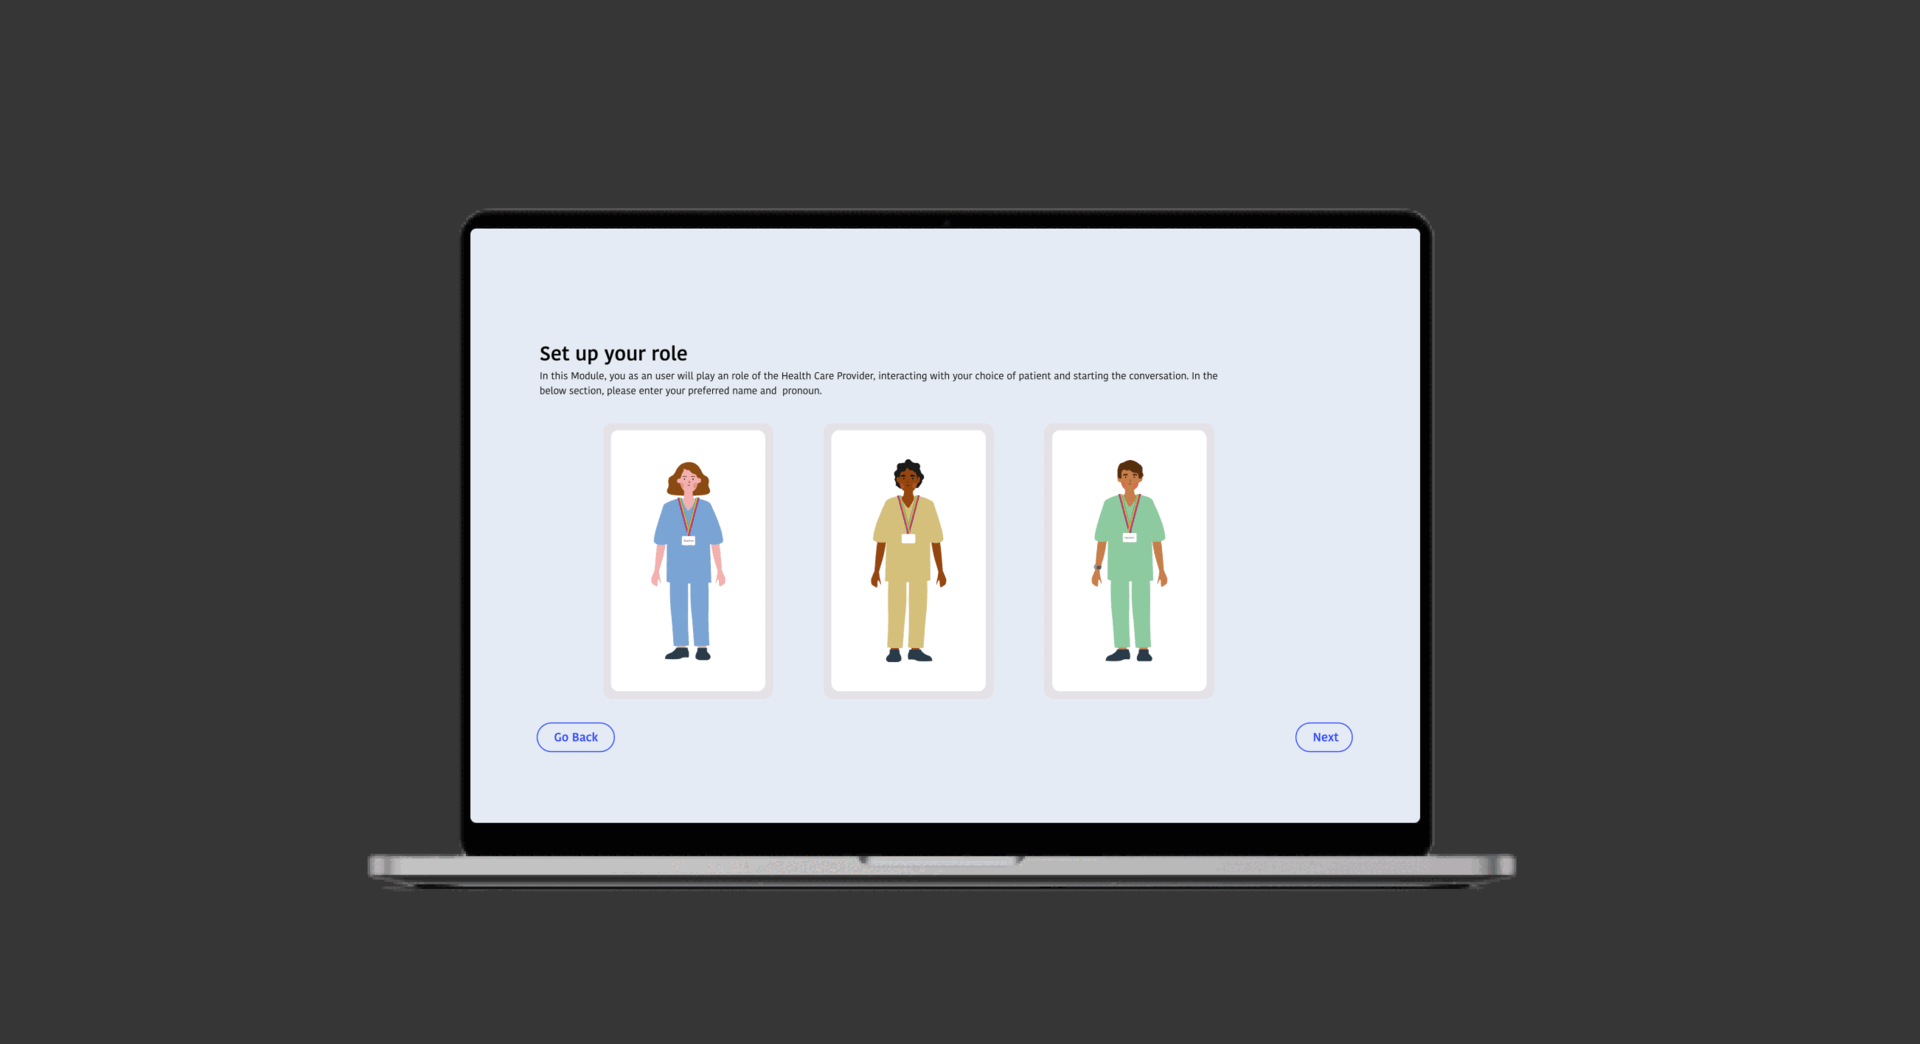 Set up your role
In this Module, you as an user will play an role of the Health Care Provider, interacting with your choice of patient and starting the conversation. In the
below section, please enter your preferred name and  pronoun.
Go Back
Next